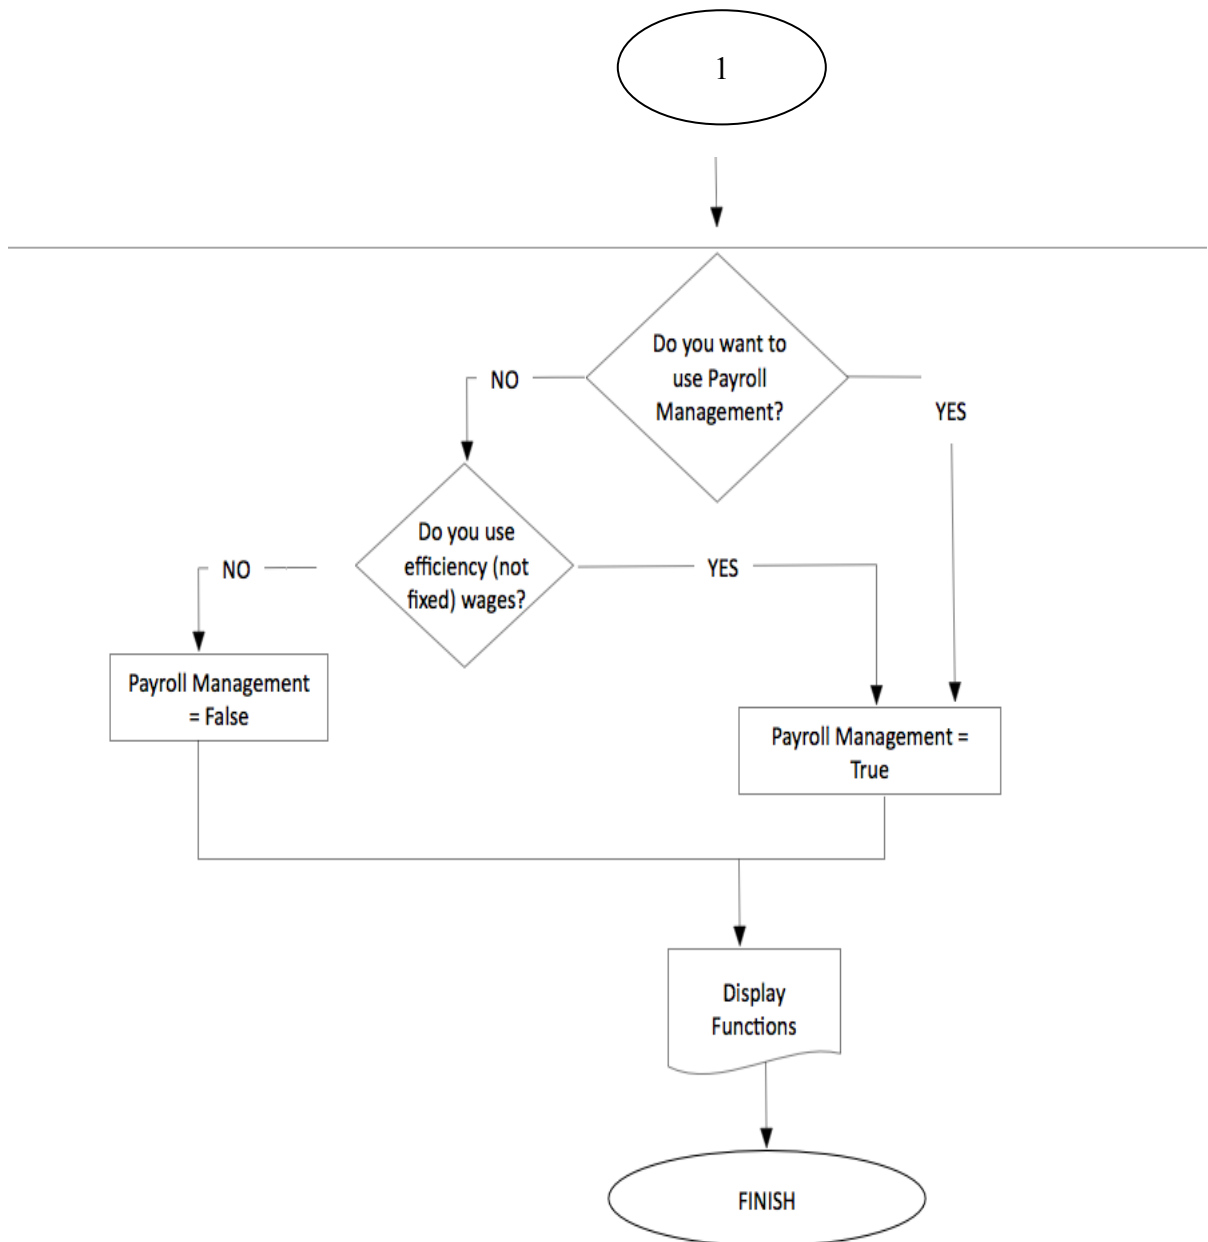 1
Do you want to
use Payroll
Management?
NO
YES
Do you use
efficiency (not
fixed) wages?
NO
YES
Payroll Management
= False
Payroll Management =
True
Display
Functions
FINISH